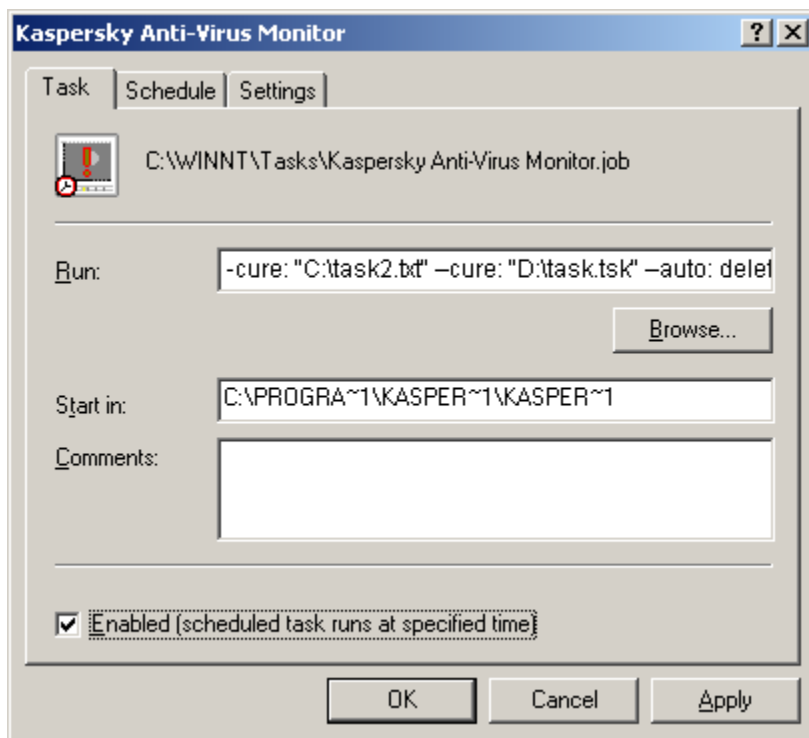 Kaspersky Anti-Virus Monitor
Task Schedule Settings
C:\WINNT\Tasks\Kaspersky Anti-Virus Monitor.job
Run: -cure: "C:\task2.txt" –cure: "D:\task.tsk" –auto: delet
Browse...
Start in: C:\PROGRA~1\KASPER~1\KASPER~1
Comments:
Enabled (scheduled task runs at specified time)
OK Cancel Apply